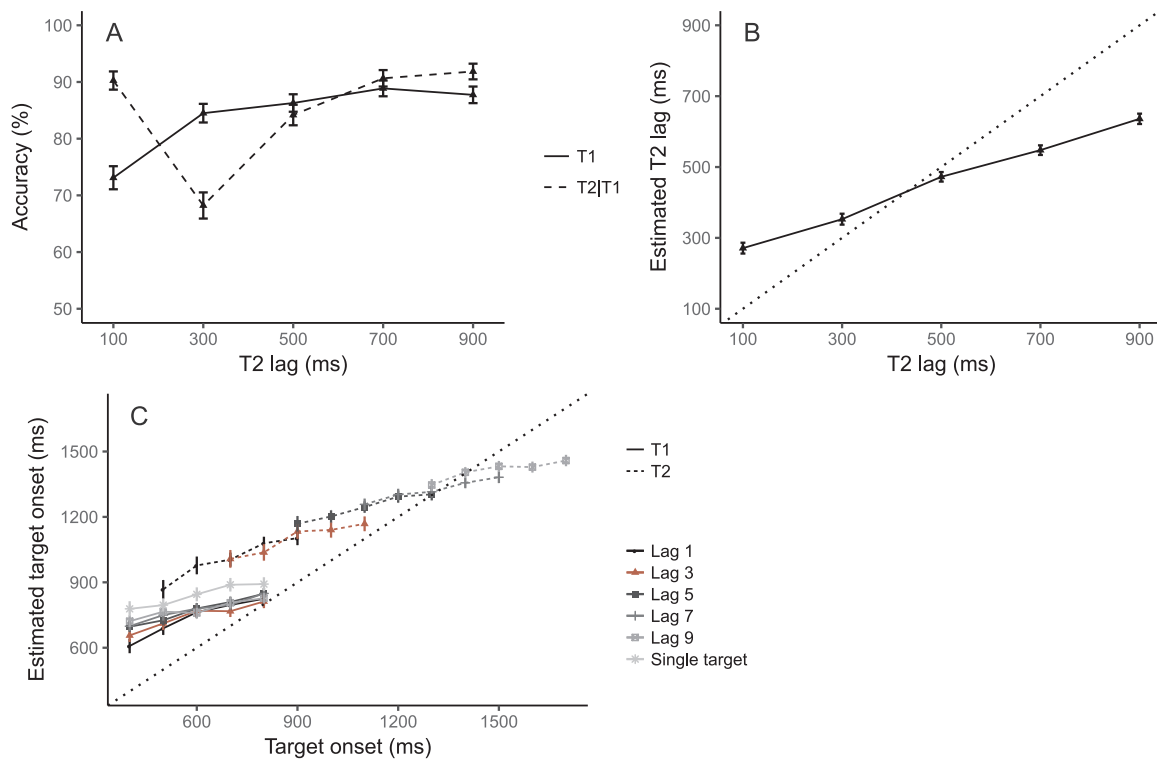 A
100
90
80
70
60
50
Accuracy (%)
100 300 500 700 900
T2 lag (ms)
T1
T2|T1
B
900
700
500
300
100
Estimated T2 lag (ms)
100 300 500 700 900
T2 lag (ms)
C
1500
1200
900
600
Estimated target onset (ms)
600 900 1200 1500
Target onset (ms)
T1
T2
Lag 1
Lag 3
Lag 5
Lag 7
Lag 9
Single target